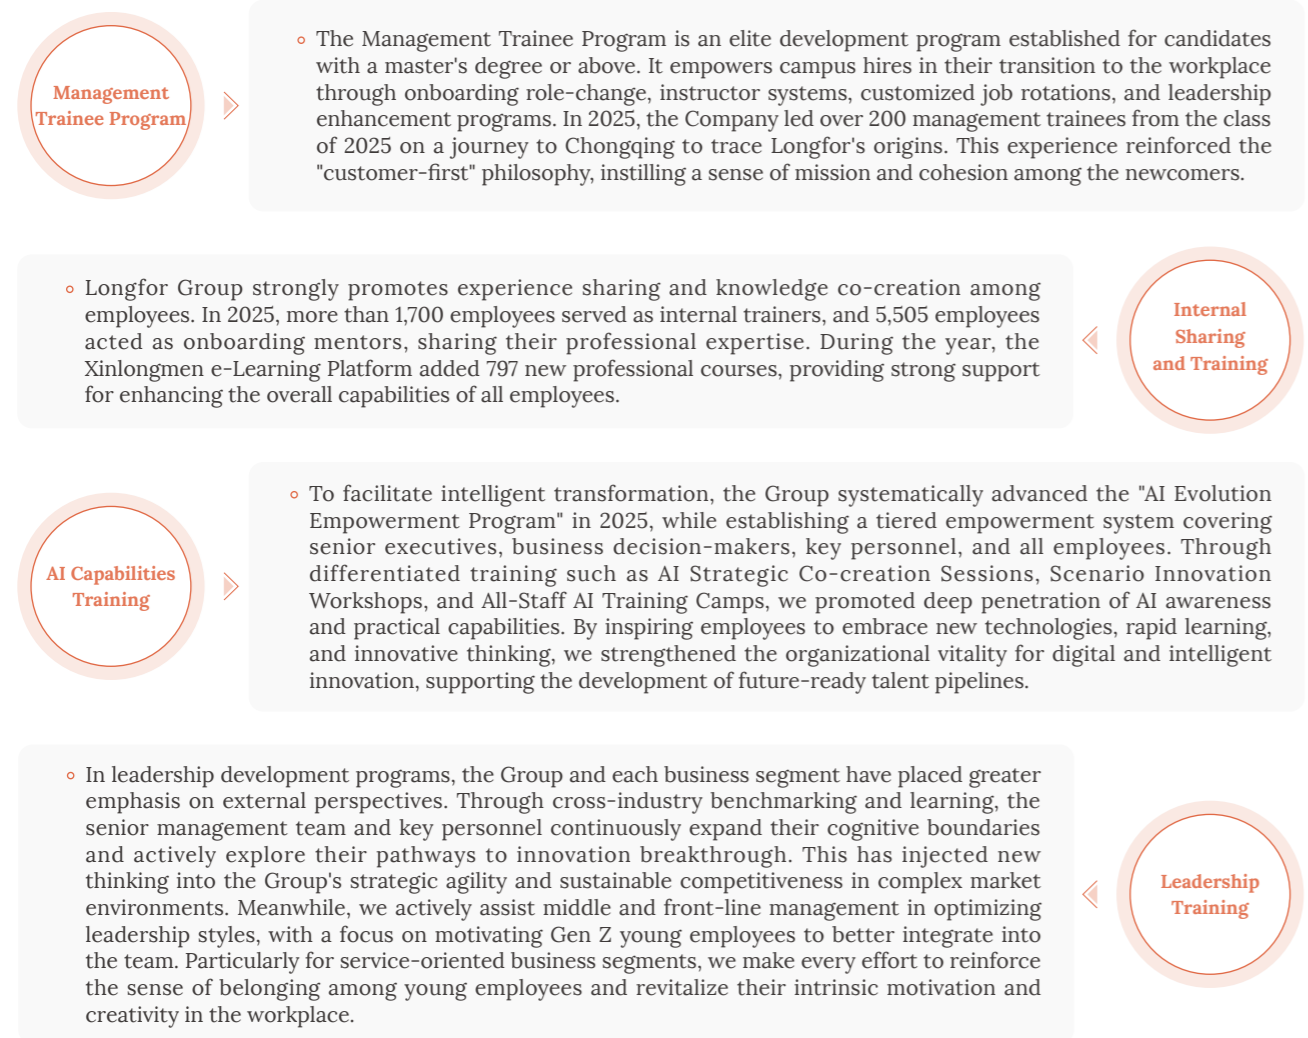 Management
Trainee Program
The Management Trainee Program is an elite development program established for candidates
with a master's degree or above. It empowers campus hires in their transition to the workplace
through onboarding role-change, instructor systems, customized job rotations, and leadership
enhancement programs. In 2025, the Company led over 200 management trainees from the class
of 2025 on a journey to Chongqing to trace Longfor's origins. This experience reinforced the
"customer-first" philosophy, instilling a sense of mission and cohesion among the newcomers.
Longfor Group strongly promotes experience sharing and knowledge co-creation among
employees. In 2025, more than 1,700 employees served as internal trainers, and 5,505 employees
acted as onboarding mentors, sharing their professional expertise. During the year, the
Xinlongmen e-Learning Platform added 797 new professional courses, providing strong support
for enhancing the overall capabilities of all employees.
Internal
Sharing
and Training
AI Capabilities
Training
To facilitate intelligent transformation, the Group systematically advanced the "AI Evolution
Empowerment Program" in 2025, while establishing a tiered empowerment system covering
senior executives, business decision-makers, key personnel, and all employees. Through
differentiated training such as AI Strategic Co-creation Sessions, Scenario Innovation
Workshops, and All-Staff AI Training Camps, we promoted deep penetration of AI awareness
and practical capabilities. By inspiring employees to embrace new technologies, rapid learning,
and innovative thinking, we strengthened the organizational vitality for digital and intelligent
innovation, supporting the development of future-ready talent pipelines.
In leadership development programs, the Group and each business segment have placed greater
emphasis on external perspectives. Through cross-industry benchmarking and learning, the
senior management team and key personnel continuously expand their cognitive boundaries
and actively explore their pathways to innovation breakthrough. This has injected new
thinking into the Group's strategic agility and sustainable competitiveness in complex market
environments. Meanwhile, we actively assist middle and front-line management in optimizing
leadership styles, with a focus on motivating Gen Z young employees to better integrate into
the team. Particularly for service-oriented business segments, we make every effort to reinforce
the sense of belonging among young employees and revitalize their intrinsic motivation and
creativity in the workplace.
Leadership
Training